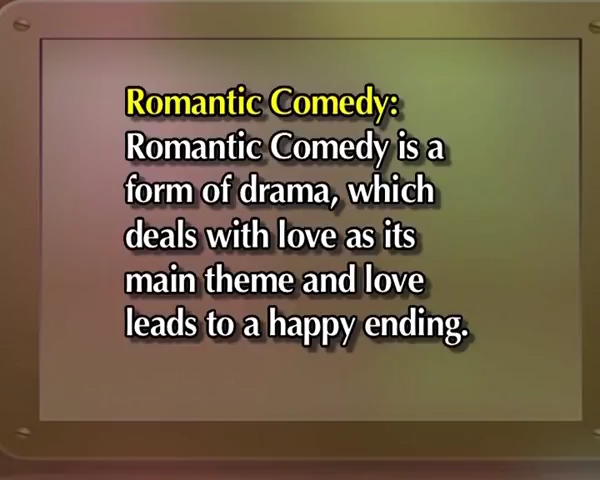 Romantic Comedy:
Romantic Comedy is a
form of drama, which
deals with love as its
main theme and love
leads to a happy ending.